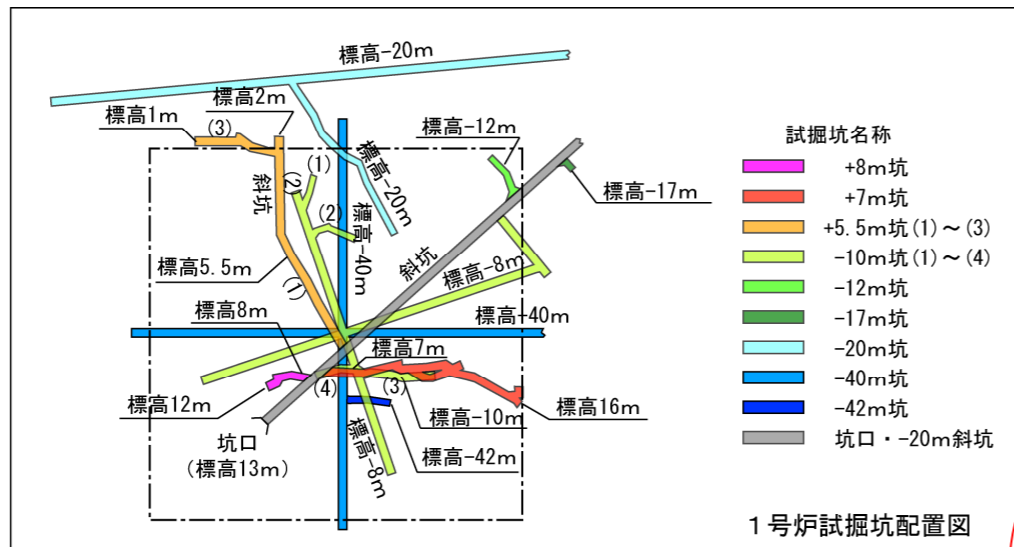 標高-20m
標高2m
標高1m
(3)
標高-12m
(1)
(2)
(2)
標高-20m
標高-17m
斜坑
標高-40m
斜坑
標高5.5m
(1)
標高-8m
標高8m
標高-40m
標高7m
(4)
(3)
標高12m
標高-10m
標高16m
坑口
(標高13m)
標高-8m
標高-42m
試掘坑名称
+8m坑
+7m坑
+5.5m坑(1)~(3)
-10m坑(1)~(4)
-12m坑
-17m坑
-20m坑
-40m坑
-42m坑
坑口・-20m斜坑
1号炉試掘坑配置図